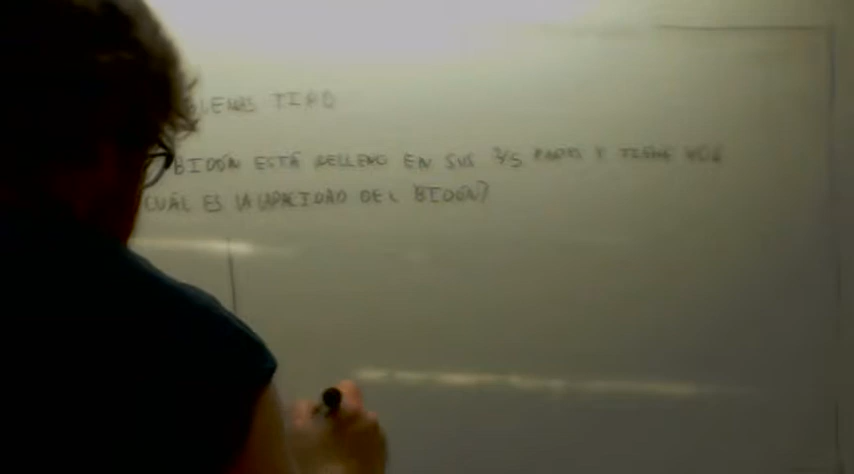 TIPO
BIDÓN ESTÁ RELLENO EN SUS 3/5 PARTES Y TIENE
CUÁL ES LA CAPACIDAD DEL BIDÓN?